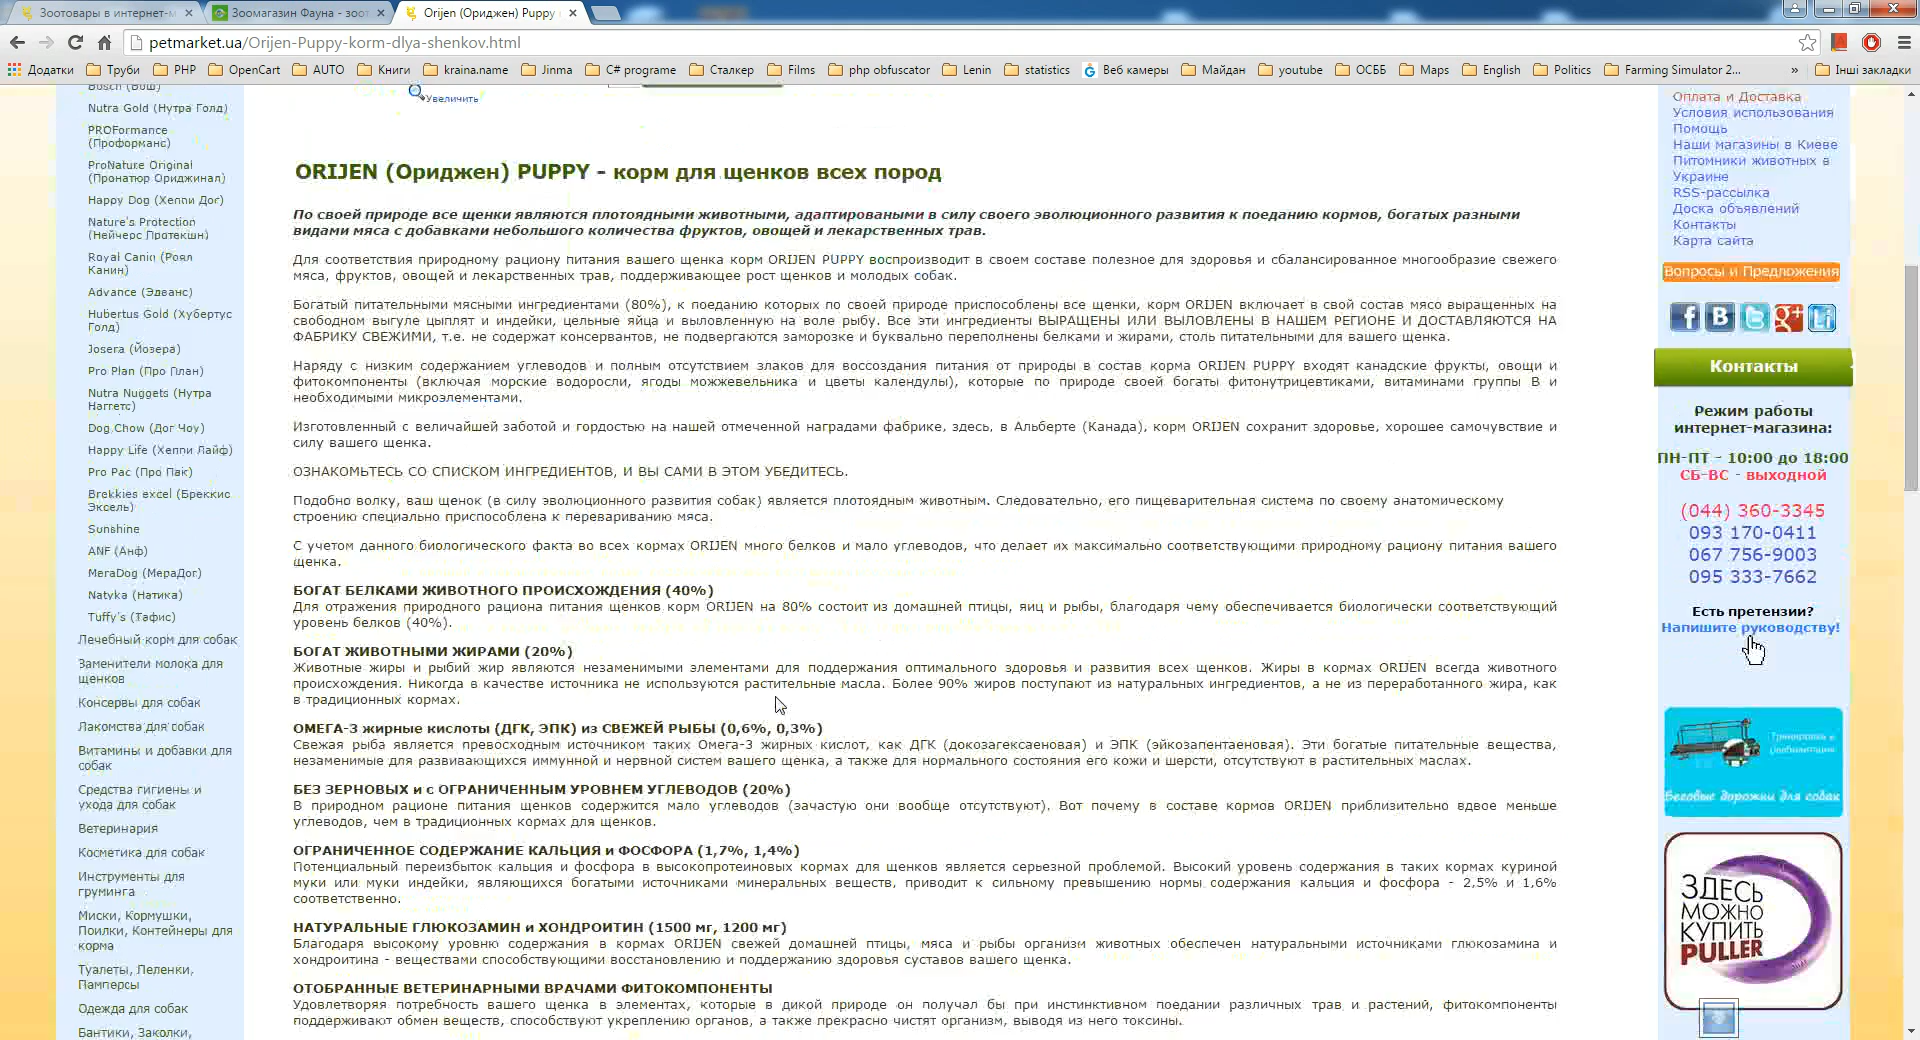 Зоотовары в интернет-м
Зоомагазин Фауна - зоот
Orijen (Ориджен) Puppy
petmarket.ua/Orijen-Puppy-korm-dlya-shenkov.html
Додатки
Труби
PHP
OpenCart
AUTO
Книги
kraina.name
Jinma
C# programe
Сталкер
Films
php obfuscator
Lenin
statistics
Веб камеры
Майдан
youtube
ОСББ
Maps
English
Politics
Farming Simulator 2...
»
Інші закладки
Bosch (Бош)
Nutra Gold (Нутра Голд)
PROFormance
(Проформанс)
ProNature Original
(Пронатюр Ориджинал)
Happy Dog (Хеппи Дог)
Nature's Protection
(Нейчерс Протекшн)
Royal Canin (Роял
Канин)
Advance (Эдванс)
Hubertus Gold (Хубертус
Голд)
Josera (Йозера)
Pro Plan (Про План)
Nutra Nuggets (Нутра
Наггетс)
Dog Chow (Дог Чоу)
Happy Life (Хеппи Лайф)
Pro Pac (Про Пак)
Brekkies excel (Бреккис
Эксель)
Sunshine
ANF (Анф)
MeraDog (МераДог)
Natyka (Натика)
Tuffy's (Тафис)
Лечебный корм для собак
Заменители молока для
щенков
Консервы для собак
Лакомства для собак
Витамины и добавки для
собак
Средства гигиены и
ухода для собак
Ветеринария
Косметика для собак
Инструменты для
груминга
Миски, Кормушки,
Поилки, Контейнеры для
корма
Туалеты, Пеленки,
Памперсы
Одежда для собак
Бантики, Заколки,
Увеличить
ORIJEN (Ориджен) PUPPY - корм для щенков всех пород
По своей природе все щенки являются плотоядными животными, адаптироваными в силу своего эволюционного развития к поеданию кормов, богатых разными
видами мяса с добавками небольшого количества фруктов, овощей и лекарственных трав.
Для соответствия природному рациону питания вашего щенка корм ORIJEN PUPPY воспроизводит в своем составе полезное для здоровья и сбалансированное многообразие свежего
мяса, фруктов, овощей и лекарственных трав, поддерживающее рост щенков и молодых собак.
Богатый питательными мясными ингредиентами (80%), к поеданию которых по своей природе приспособлены все щенки, корм ORIJEN включает в свой состав мясо выращенных на
свободном выгуле цыплят и индейки, цельные яйца и выловленную на воле рыбу. Все эти ингредиенты ВЫРАЩЕНЫ ИЛИ ВЫЛОВЛЕНЫ В НАШЕМ РЕГИОНЕ И ДОСТАВЛЯЮТСЯ НА
ФАБРИКУ СВЕЖИМИ, т.е. не содержат консервантов, не подвергаются заморозке и буквально переполнены белками и жирами, столь питательными для вашего щенка.
Наряду с низким содержанием углеводов и полным отсутствием злаков для воссоздания питания от природы в состав корма ORIJEN PUPPY входят канадские фрукты, овощи и
фитокомпоненты (включая морские водоросли, ягоды можжевельника и цветы календулы), которые по природе своей богаты фитонутрицевтиками, витаминами группы В и
необходимыми микроэлементами.
Изготовленный с величайшей заботой и гордостью на нашей отмеченной наградами фабрике, здесь, в Альберте (Канада), корм ORIJEN сохранит здоровье, хорошее самочувствие и
силу вашего щенка.
ОЗНАКОМЬТЕСЬ СО СПИСКОМ ИНГРЕДИЕНТОВ, И ВЫ САМИ В ЭТОМ УБЕДИТЕСЬ.
Подобно волку, ваш щенок (в силу эволюционного развития собак) является плотоядным животным. Следовательно, его пищеварительная система по своему анатомическому
строению специально приспособлена к перевариванию мяса.
С учетом данного биологического факта во всех кормах ORIJEN много белков и мало углеводов, что делает их максимально соответствующими природному рациону питания вашего
щенка.
БОГАТ БЕЛКАМИ ЖИВОТНОГО ПРОИСХОЖДЕНИЯ (40%)
Для отражения природного рациона питания щенков корм ORIJEN на 80% состоит из домашней птицы, яиц и рыбы, благодаря чему обеспечивается биологически соответствующий
уровень белков (40%).
БОГАТ ЖИВОТНЫМИ ЖИРАМИ (20%)
Животные жиры и рыбий жир являются незаменимыми элементами для поддержания оптимального здоровья и развития всех щенков. Жиры в кормах ORIJEN всегда животного
происхождения. Никогда в качестве источника не используются растительные масла. Более 90% жиров поступают из натуральных ингредиентов, а не из переработанного жира, как
в традиционных кормах.
ОМЕГА-3 жирные кислоты (ДГК, ЭПК) из СВЕЖЕЙ РЫБЫ (0,6%, 0,3%)
Свежая рыба является превосходным источником таких Омега-3 жирных кислот, как ДГК (докозагексаеновая) и ЭПК (эйкозапентаеновая). Эти богатые питательные вещества,
незаменимые для развивающихся иммунной и нервной систем вашего щенка, а также для нормального состояния его кожи и шерсти, отсутствуют в растительных маслах.
БЕЗ ЗЕРНОВЫХ и с ОГРАНИЧЕННЫМ УРОВНЕМ УГЛЕВОДОВ (20%)
В природном рационе питания щенков содержится мало углеводов (зачастую они вообще отсутствуют). Вот почему в составе кормов ORIJEN приблизительно вдвое меньше
углеводов, чем в традиционных кормах для щенков.
ОГРАНИЧЕННОЕ СОДЕРЖАНИЕ КАЛЬЦИЯ и ФОСФОРА (1,7%, 1,4%)
Потенциальный переизбыток кальция и фосфора в высокопротеиновых кормах для щенков является серьезной проблемой. Высокий уровень содержания в таких кормах куриной
муки или муки индейки, являющихся богатыми источниками минеральных веществ, приводит к сильному превышению нормы содержания кальция и фосфора - 2,5% и 1,6%
соответственно.
НАТУРАЛЬНЫЕ ГЛЮКОЗАМИН и ХОНДРОИТИН (1500 мг, 1200 мг)
Благодаря высокому уровню содержания в кормах ORIJEN свежей домашней птицы, мяса и рыбы организм животных обеспечен натуральными источниками глюкозамина и
хондроитина - веществами способствующими восстановлению и поддержанию здоровья суставов вашего щенка.
ОТОБРАННЫЕ ВЕТЕРИНАРНЫМИ ВРАЧАМИ ФИТОКОМПОНЕНТЫ
Удовлетворяя потребность вашего щенка в элементах, которые в дикой природе он получал бы при инстинктивном поедании различных трав и растений, фитокомпоненты
поддерживают обмен веществ, способствуют укреплению органов, а также прекрасно чистят организм, выводя из него токсины.
Оплата и Доставка
Условия использования
Помощь
Наши магазины в Киеве
Питомники животных в
Украине
RSS-рассылка
Доска объявлений
Контакты
Карта сайта
Вопросы и Предложения
Контакты
Режим работы
интернет-магазина:
ПН-ПТ - 10:00 до 18:00
СБ-ВС - выходной
(044) 360-3345
093 170-0411
067 756-9003
095 333-7662
Есть претензии?
Напишите руководству!
Тренировка и
реабилитация
Беговые дорожки для собак
ЗДЕСЬ
МОЖНО
КУПИТЬ
PULLER